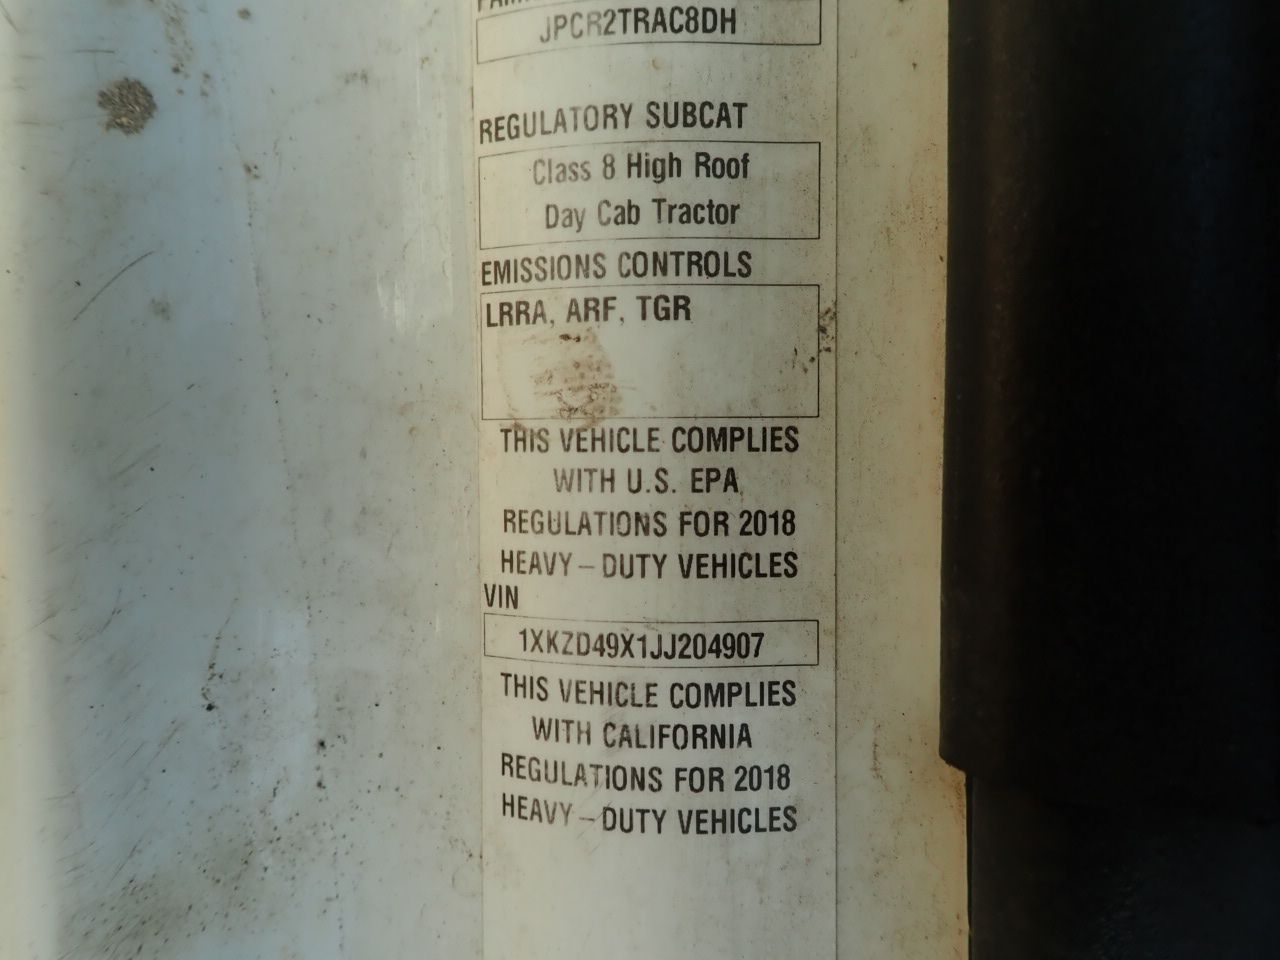 JPCR2TRAC8DH
REGULATORY SUBCAT
Class 8 High Roof
Day Cab Tractor
EMISSIONS CONTROLS
LRRA, ARF, TGR
THIS VEHICLE COMPLIES
WITH U.S. EPA
REGULATIONS FOR 2018
HEAVY-DUTY VEHICLES
VIN
1XKZD49X1JJ204907
THIS VEHICLE COMPLIES
WITH CALIFORNIA
REGULATIONS FOR 2018
HEAVY-DUTY VEHICLES